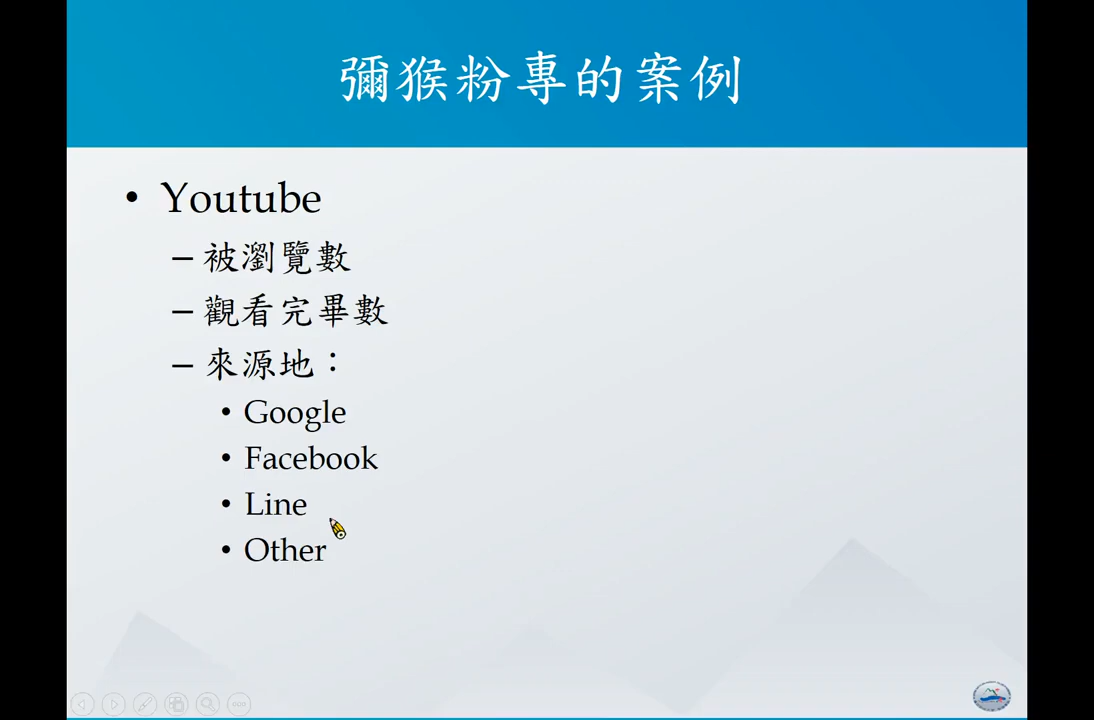 彌猴粉專的案例
• Youtube
– 被瀏覽數
– 觀看完畢數
– 來源地：
• Google
• Facebook
• Line
• Other